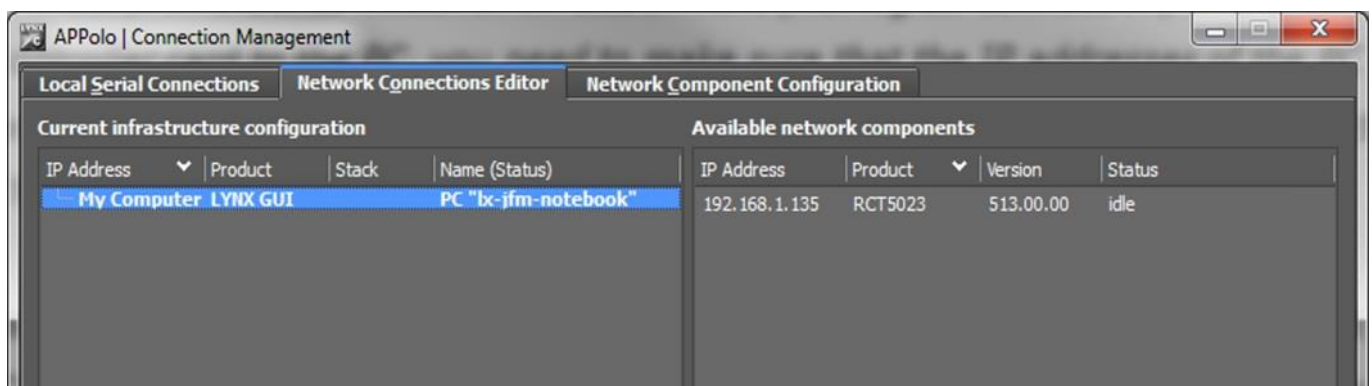 APPolo | Connection Management
Local Serial Connections Network Connections Editor Network Component Configuration
Current infrastructure configuration Available network components
IP Address Product Stack Name (Status) IP Address Product Version Status
My Computer LYNX GUI PC "lx-jfm-notebook" 192.168.1.135 RCT5023 513.00.00 idle